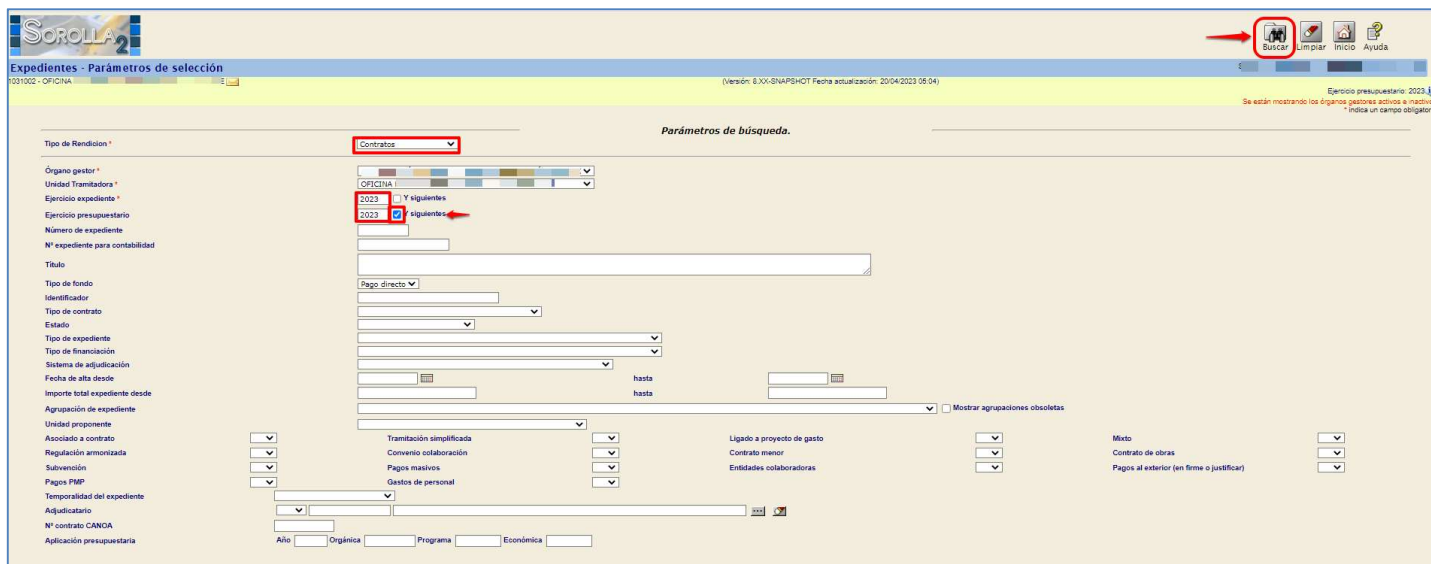 SOROLLA2
Buscar Limpiar Inicio Ayuda
Expedientes - Parámetros de selección
1031002 - OFICINA
(Versión: 8.XX-SNAPSHOT Fecha actualización: 20/04/2023 05:04)
Ejercicio presupuestario: 2023
Se están mostrando los órganos gestores activos e inactivo
* indica un campo obligator
Parámetros de búsqueda.
Tipo de Rendicion * Contratos
Órgano gestor *
Unidad Tramitadora * OFICINA
Ejercicio expediente * 2023 Y siguientes
Ejercicio presupuestario 2023 Y siguientes
Número de expediente
Nº expediente para contabilidad
Título
Tipo de fondo Pago directo
Identificador
Tipo de contrato
Estado
Tipo de expediente
Tipo de financiación
Sistema de adjudicación
Fecha de alta desde hasta
Importe total expediente desde hasta
Agrupación de expediente Mostrar agrupaciones obsoletas
Unidad proponente
Asociado a contrato Tramitación simplificada Ligado a proyecto de gasto Mixto
Regulación armonizada Convenio colaboración Contrato menor Contrato de obras
Subvención Pagos masivos Entidades colaboradoras Pagos al exterior (en firme o justificar)
Pagos PMP Gastos de personal
Temporalidad del expediente
Adjudicatario
Nº contrato CANOA
Aplicación presupuestaria Año Orgánica Programa Económica